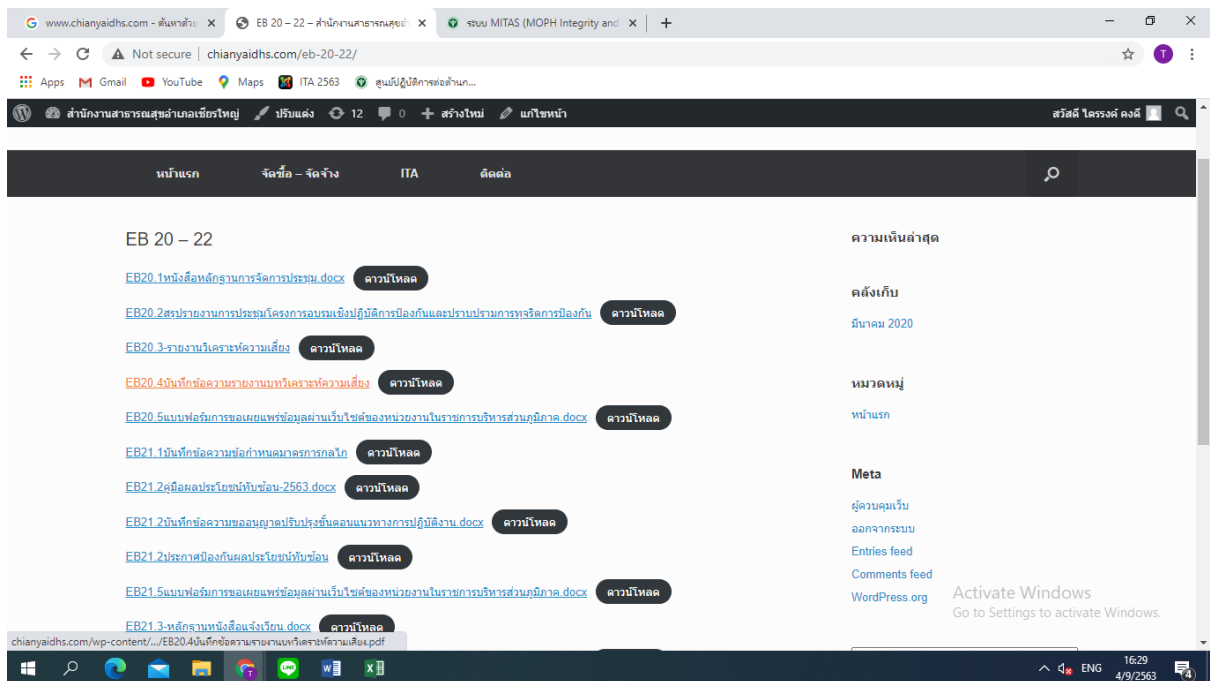 www.chianyaidhs.com - ค้นหาด้วย
EB 20 – 22 – สำนักงานสาธารณสุขอำ
ระบบ MITAS (MOPH Integrity and
Not secure | chianyaidhs.com/eb-20-22/
T
Apps Gmail YouTube Maps ITA 2563 ศูนย์ปฏิบัติการต่อต้านก...
สำนักงานสาธารณสุขอำเภอเชียรใหญ่ ปรับแต่ง 12 0 + สร้างใหม่ แก้ไขหน้า สวัสดี ไตรรงค์ คงดี
หน้าแรก จัดซื้อ – จัดจ้าง ITA ติดต่อ
EB 20 – 22
EB20.1หนังสือหลักฐานการจัดการประชุม.docx ดาวน์โหลด
EB20.2สรุปรายงานการประชุมโครงการอบรมเชิงปฏิบัติการป้องกันและปราบปรามการทุจริตการป้องกัน ดาวน์โหลด
EB20.3-รายงานวิเคราะห์ความเสี่ยง ดาวน์โหลด
EB20.4บันทึกข้อความรายงานบทวิเคราะห์ความเสี่ยง ดาวน์โหลด
EB20.5แบบฟอร์มการขอเผยแพร่ข้อมูลผ่านเว็บไซต์ของหน่วยงานในราชการบริหารส่วนภูมิภาค.docx ดาวน์โหลด
EB21.1บันทึกข้อความข้อกำหนดมาตรการกลไก ดาวน์โหลด
EB21.2คู่มือผลประโยชน์ทับซ้อน-2563.docx ดาวน์โหลด
EB21.2บันทึกข้อความขออนุญาตปรับปรุงขั้นตอนแนวทางการปฏิบัติงาน.docx ดาวน์โหลด
EB21.2ประกาศป้องกันผลประโยชน์ทับซ้อน ดาวน์โหลด
EB21.5แบบฟอร์มการขอเผยแพร่ข้อมูลผ่านเว็บไซต์ของหน่วยงานในราชการบริหารส่วนภูมิภาค.docx ดาวน์โหลด
EB21.3-หลักฐานหนังสือแจ้งเวียน.docx ดาวน์โหลด
ความเห็นล่าสุด
คลังเก็บ
มีนาคม 2020
หมวดหมู่
หน้าแรก
Meta
ผู้ควบคุมเว็บ
ออกจากระบบ
Entries feed
Comments feed
WordPress.org
Activate Windows
Go to Settings to activate Windows.
chianyaidhs.com/wp-content/.../EB20.4บันทึกข้อความรายงานบทวิเคราะห์ความเสี่ยง.pdf
ENG
16:29
4/9/2563
4